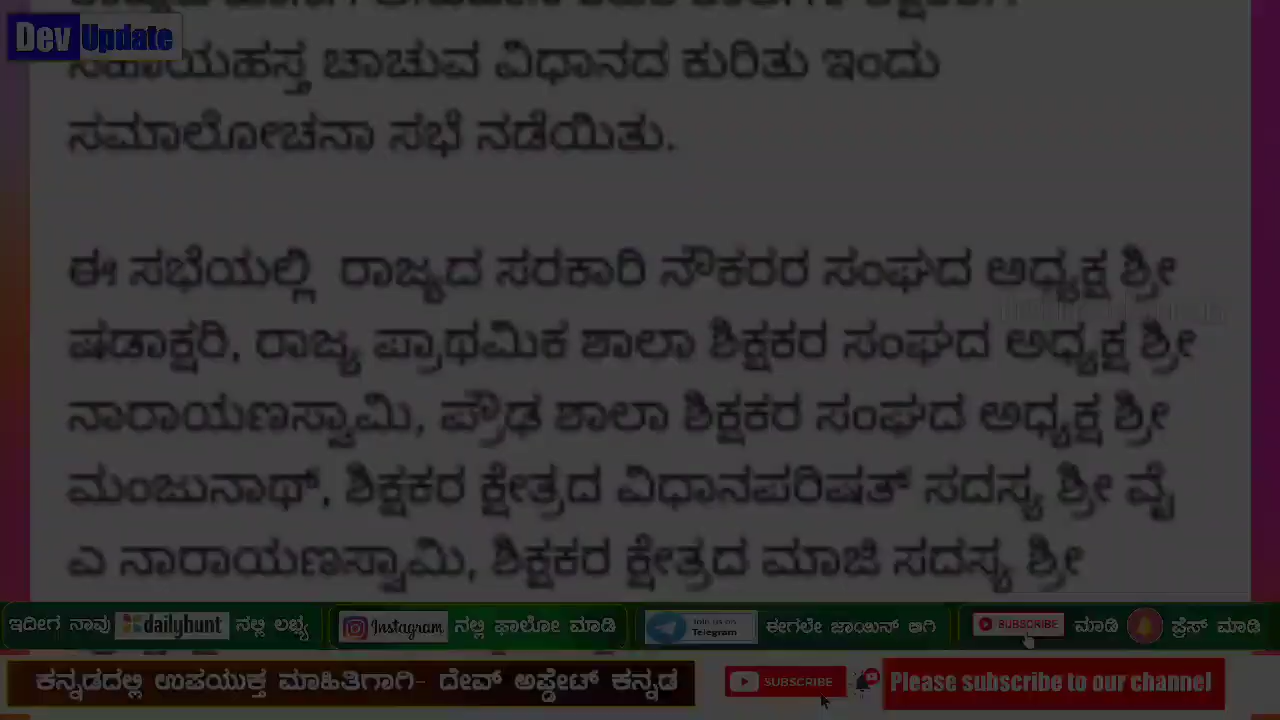 Dev Update
ಸಹಾಯಹಸ್ತ ಚಾಚುವ ವಿಧಾನದ ಕುರಿತು ಇಂದು
ಸಮಾಲೋಚನಾ ಸಭೆ ನಡೆಯಿತು.
ಈ ಸಭೆಯಲ್ಲಿ ರಾಜ್ಯದ ಸರಕಾರಿ ನೌಕರರ ಸಂಘದ ಅಧ್ಯಕ್ಷ ಶ್ರೀ
ಷಡಾಕ್ಷರಿ, ರಾಜ್ಯ ಪ್ರಾಥಮಿಕ ಶಾಲಾ ಶಿಕ್ಷಕರ ಸಂಘದ ಅಧ್ಯಕ್ಷ ಶ್ರೀ
ನಾರಾಯಣಸ್ವಾಮಿ, ಪ್ರೌಢ ಶಾಲಾ ಶಿಕ್ಷಕರ ಸಂಘದ ಅಧ್ಯಕ್ಷ ಶ್ರೀ
ಮಂಜುನಾಥ್, ಶಿಕ್ಷಕರ ಕ್ಷೇತ್ರದ ವಿಧಾನಪರಿಷತ್ ಸದಸ್ಯ ಶ್ರೀ ವೈ
ಎ ನಾರಾಯಣಸ್ವಾಮಿ, ಶಿಕ್ಷಕರ ಕ್ಷೇತ್ರದ ಮಾಜಿ ಸದಸ್ಯ ಶ್ರೀ
ಇದೀಗ ನಾವು dailyhunt ನಲ್ಲಿ ಲಭ್ಯ Instagram ನಲ್ಲಿ ಫಾಲೋ ಮಾಡಿ Join us on Telegram ಈಗಲೇ ಜಾಯಿನ್ ಆಗಿ SUBSCRIBE ಮಾಡಿ ಪ್ರೆಸ್ ಮಾಡಿ
ಕನ್ನಡದಲ್ಲಿ ಉಪಯುಕ್ತ ಮಾಹಿತಿಗಾಗಿ- ದೇವ್ ಅಪ್ಡೇಟ್ ಕನ್ನಡ SUBSCRIBE Please subscribe to our channel